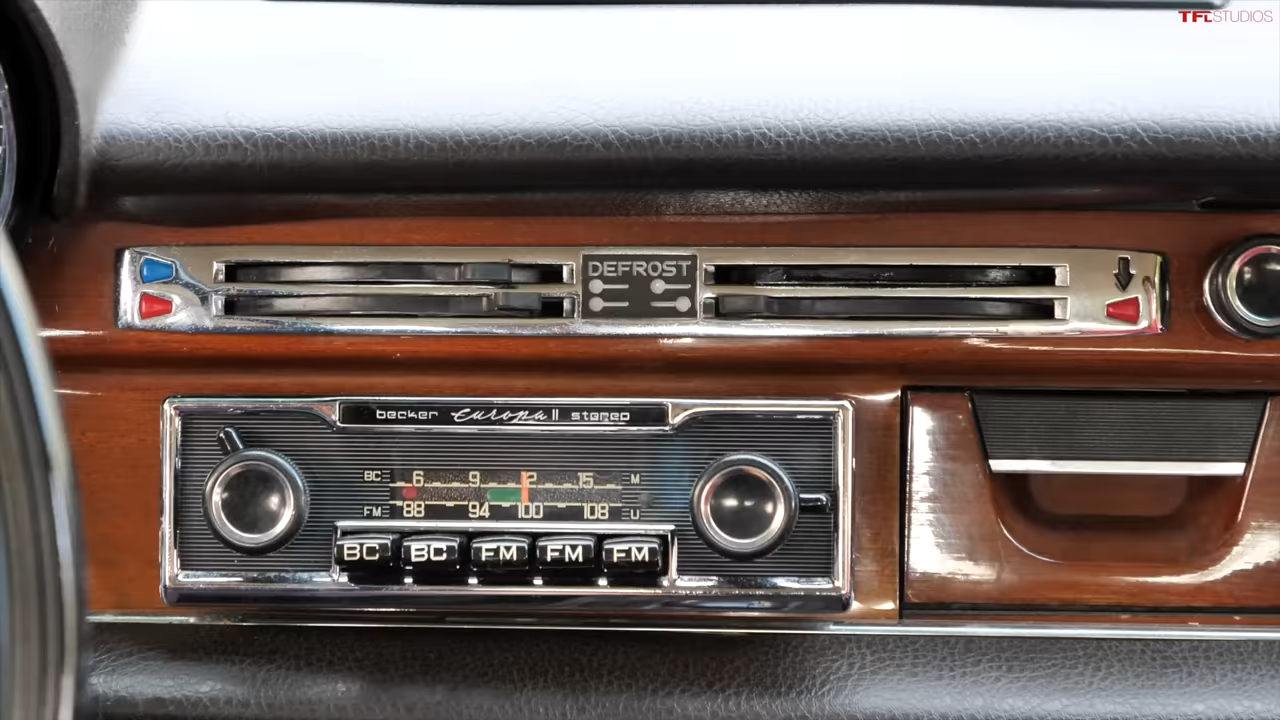 TFLSTUDIOS
DEFROST
becker europa II stereo
BC 6 9 12 15 M
FM 88 94 100 108 U
BC BC FM FM FM